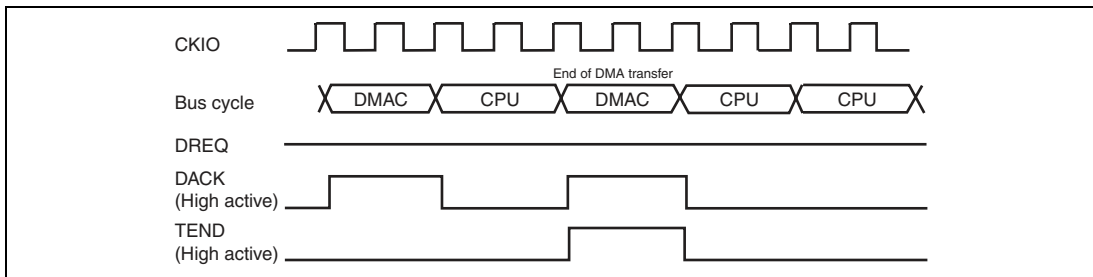 CKIO
End of DMA transfer
Bus cycle DMAC CPU DMAC CPU CPU
DREQ
DACK
(High active)
TEND
(High active)